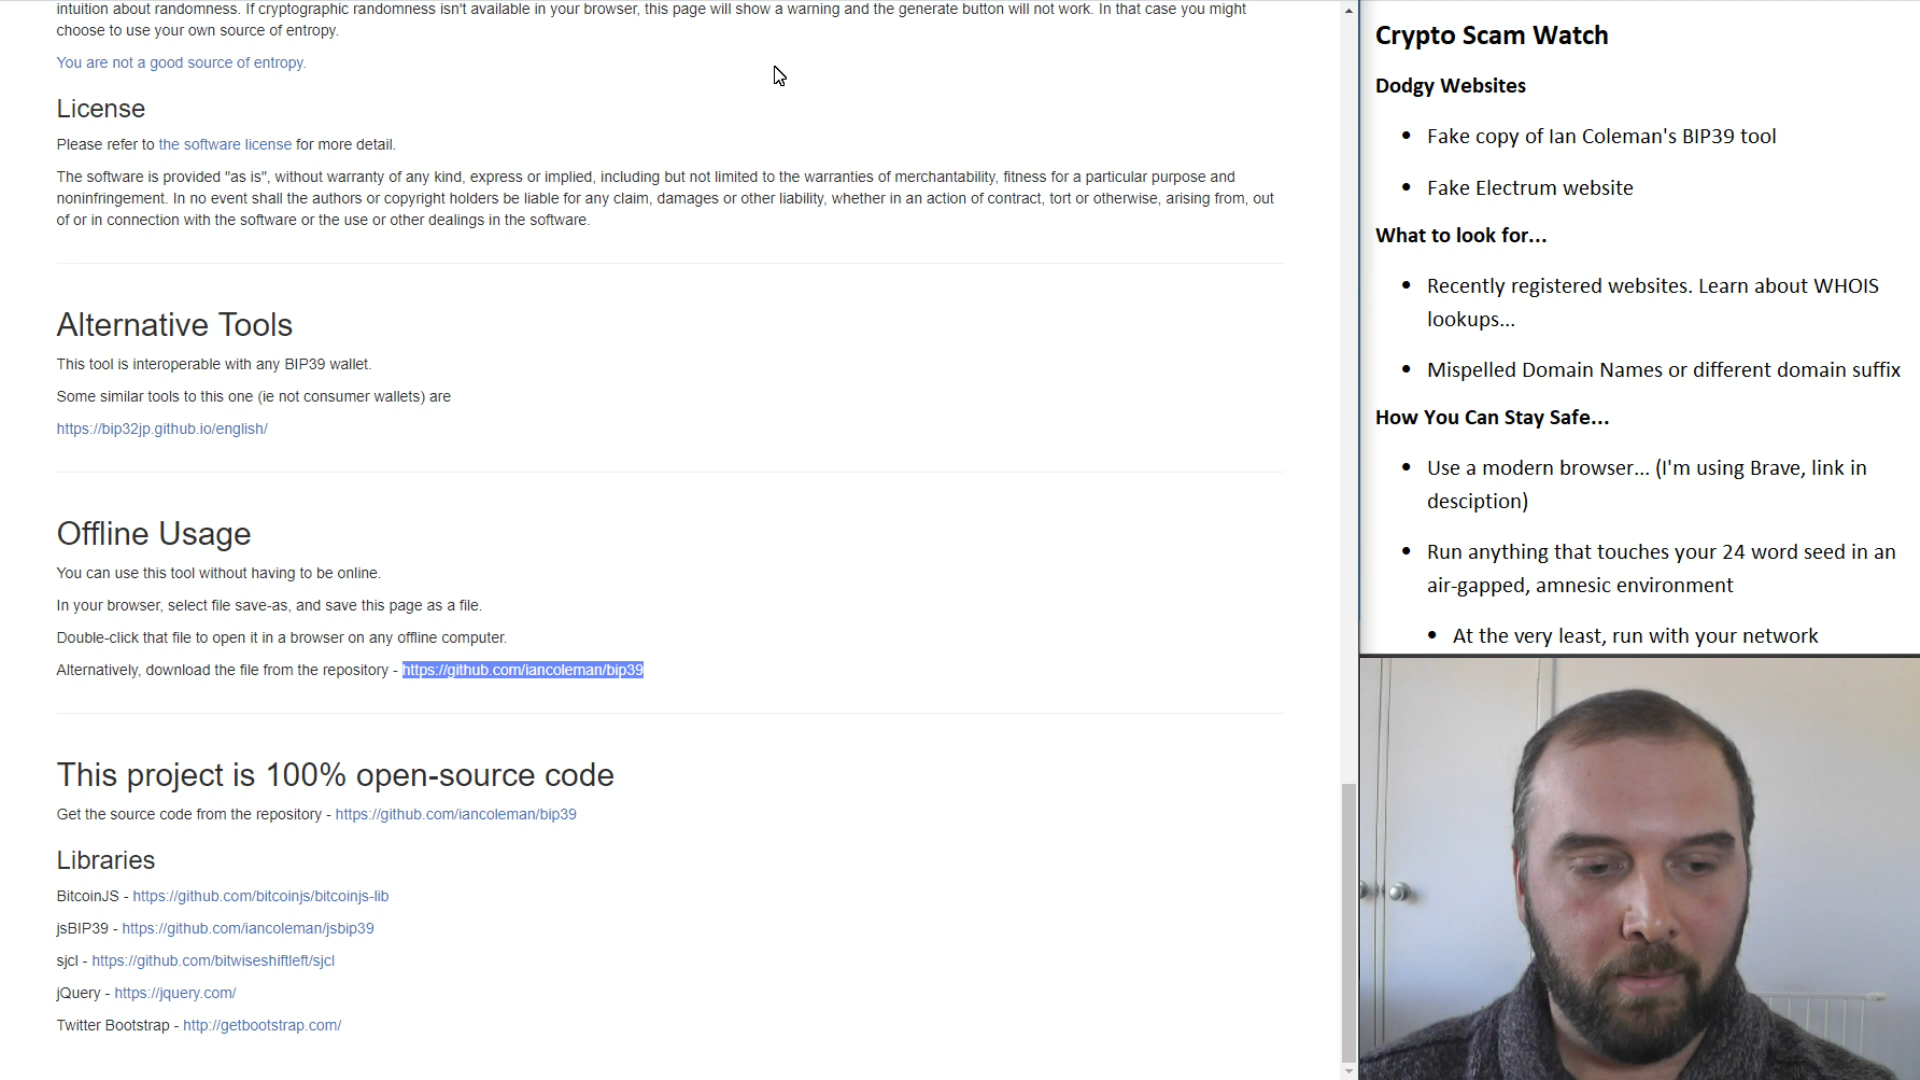 intuition about randomness. If cryptographic randomness isn't available in your browser, this page will show a warning and the generate button will not work. In that case you might
choose to use your own source of entropy.
You are not a good source of entropy.
License
Please refer to the software license for more detail.
The software is provided "as is", without warranty of any kind, express or implied, including but not limited to the warranties of merchantability, fitness for a particular purpose and
noninfringement. In no event shall the authors or copyright holders be liable for any claim, damages or other liability, whether in an action of contract, tort or otherwise, arising from, out
of or in connection with the software or the use or other dealings in the software.
Alternative Tools
This tool is interoperable with any BIP39 wallet.
Some similar tools to this one (ie not consumer wallets) are
https://bip32jp.github.io/english/
Offline Usage
You can use this tool without having to be online.
In your browser, select file save-as, and save this page as a file.
Double-click that file to open it in a browser on any offline computer.
Alternatively, download the file from the repository - https://github.com/iancoleman/bip39
This project is 100% open-source code
Get the source code from the repository - https://github.com/iancoleman/bip39
Libraries
BitcoinJS - https://github.com/bitcoinjs/bitcoinjs-lib
jsBIP39 - https://github.com/iancoleman/jsbip39
sjcl - https://github.com/bitwiseshiftleft/sjcl
jQuery - https://jquery.com/
Twitter Bootstrap - http://getbootstrap.com/
Crypto Scam Watch
Dodgy Websites
• Fake copy of Ian Coleman's BIP39 tool
• Fake Electrum website
What to look for...
• Recently registered websites. Learn about WHOIS
lookups...
• Mispelled Domain Names or different domain suffix
How You Can Stay Safe...
• Use a modern browser... (I'm using Brave, link in
desciption)
• Run anything that touches your 24 word seed in an
air-gapped, amnesic environment
• At the very least, run with your network